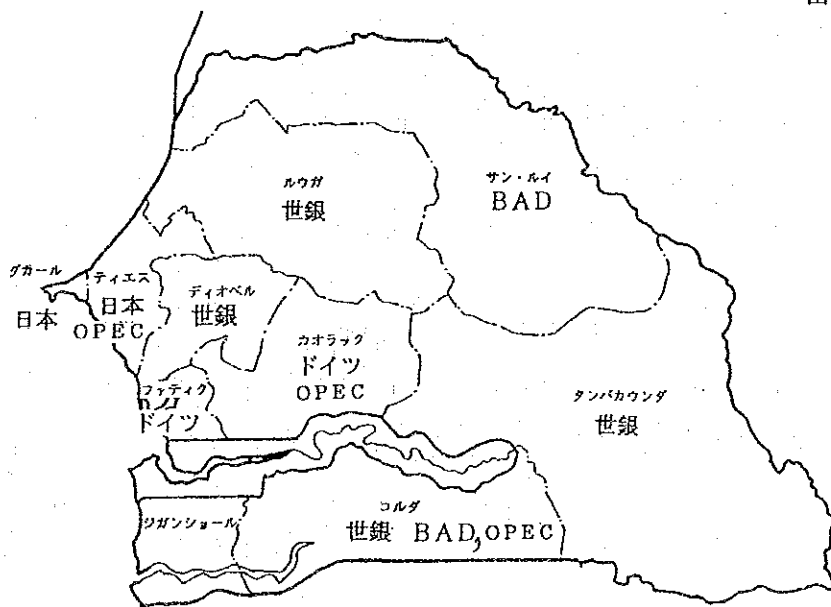 ルウガ
世銀
サン・ルイ
BAD
ダカール
日本
ティエス
日本
OPEC
ディオベル
世銀
カオラック
ドイツ
OPEC
ファティク
ドイツ
タンバカウンダ
世銀
ジガンショール
コルダ
世銀 BAD,OPEC